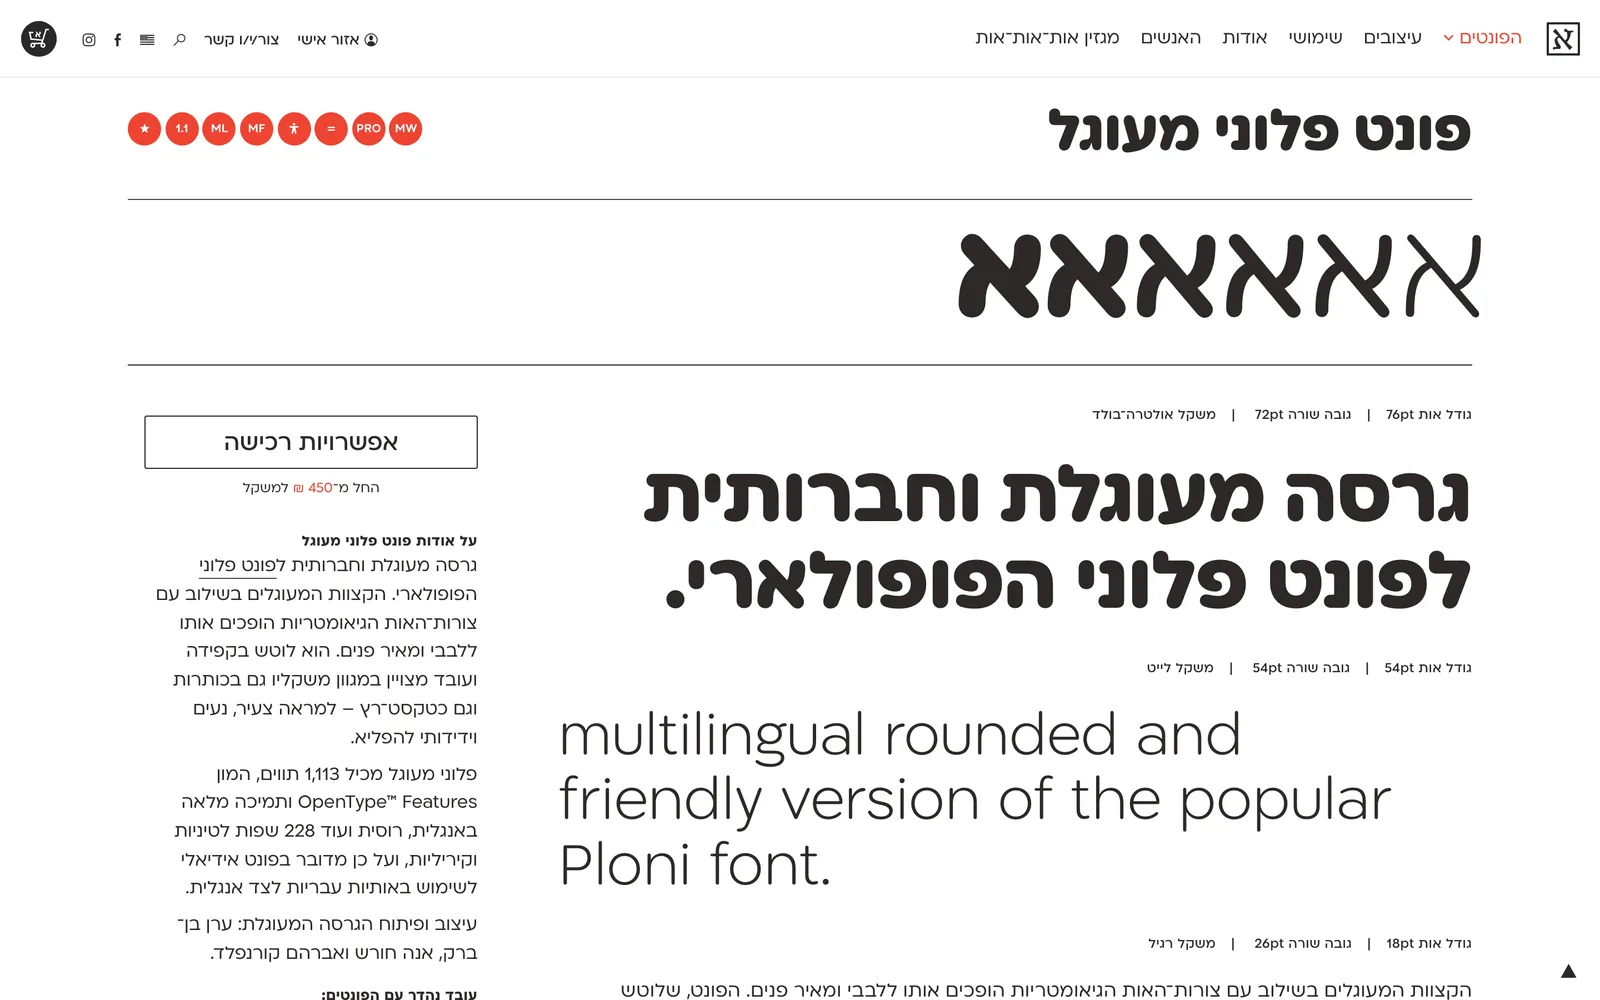 א
הפונטים
עיצובים
שימושי
אודות
האנשים
מגזין אות־אות־אות
אזור אישי
צור/י/ו קשר
פונט פלוני מעוגל
MW
PRO
=
MF
ML
1.1
★
אאאאאא
גודל אות 76pt | גובה שורה 72pt | משקל אולטרה־בולד
גרסה מעוגלת וחברותית
לפונט פלוני הפופולארי.
גודל אות 54pt | גובה שורה 54pt | משקל לייט
multilingual rounded and
friendly version of the popular
Ploni font.
גודל אות 18pt | גובה שורה 26pt | משקל רגיל
הקצוות המעוגלים בשילוב עם צורות־האות הגיאומטריות הופכים אותו ללבבי ומאיר פנים. הפונט, שלוטש
אפשרויות רכישה
החל מ־450 ₪ למשקל
על אודות פונט פלוני מעוגל
גרסה מעוגלת וחברותית לפונט פלוני
הפופולארי. הקצוות המעוגלים בשילוב עם
צורות־האות הגיאומטריות הופכים אותו
ללבבי ומאיר פנים. הוא לוטש בקפידה
ועובד מצויין במגוון משקליו גם בכותרות
וגם כטקסט־רץ – למראה צעיר, נעים
וידידותי להפליא.
פלוני מעוגל מכיל 1,113 תווים, המון
OpenType™ Features ותמיכה מלאה
באנגלית, רוסית ועוד 228 שפות לטיניות
וקיריליות, ועל כן מדובר בפונט אידיאלי
לשימוש באותיות עבריות לצד אנגלית.
עיצוב ופיתוח הגרסה המעוגלת: ערן בן־
ברק, אנה חורש ואברהם קורנפלד.
עובד נהדר עם הפונטים: